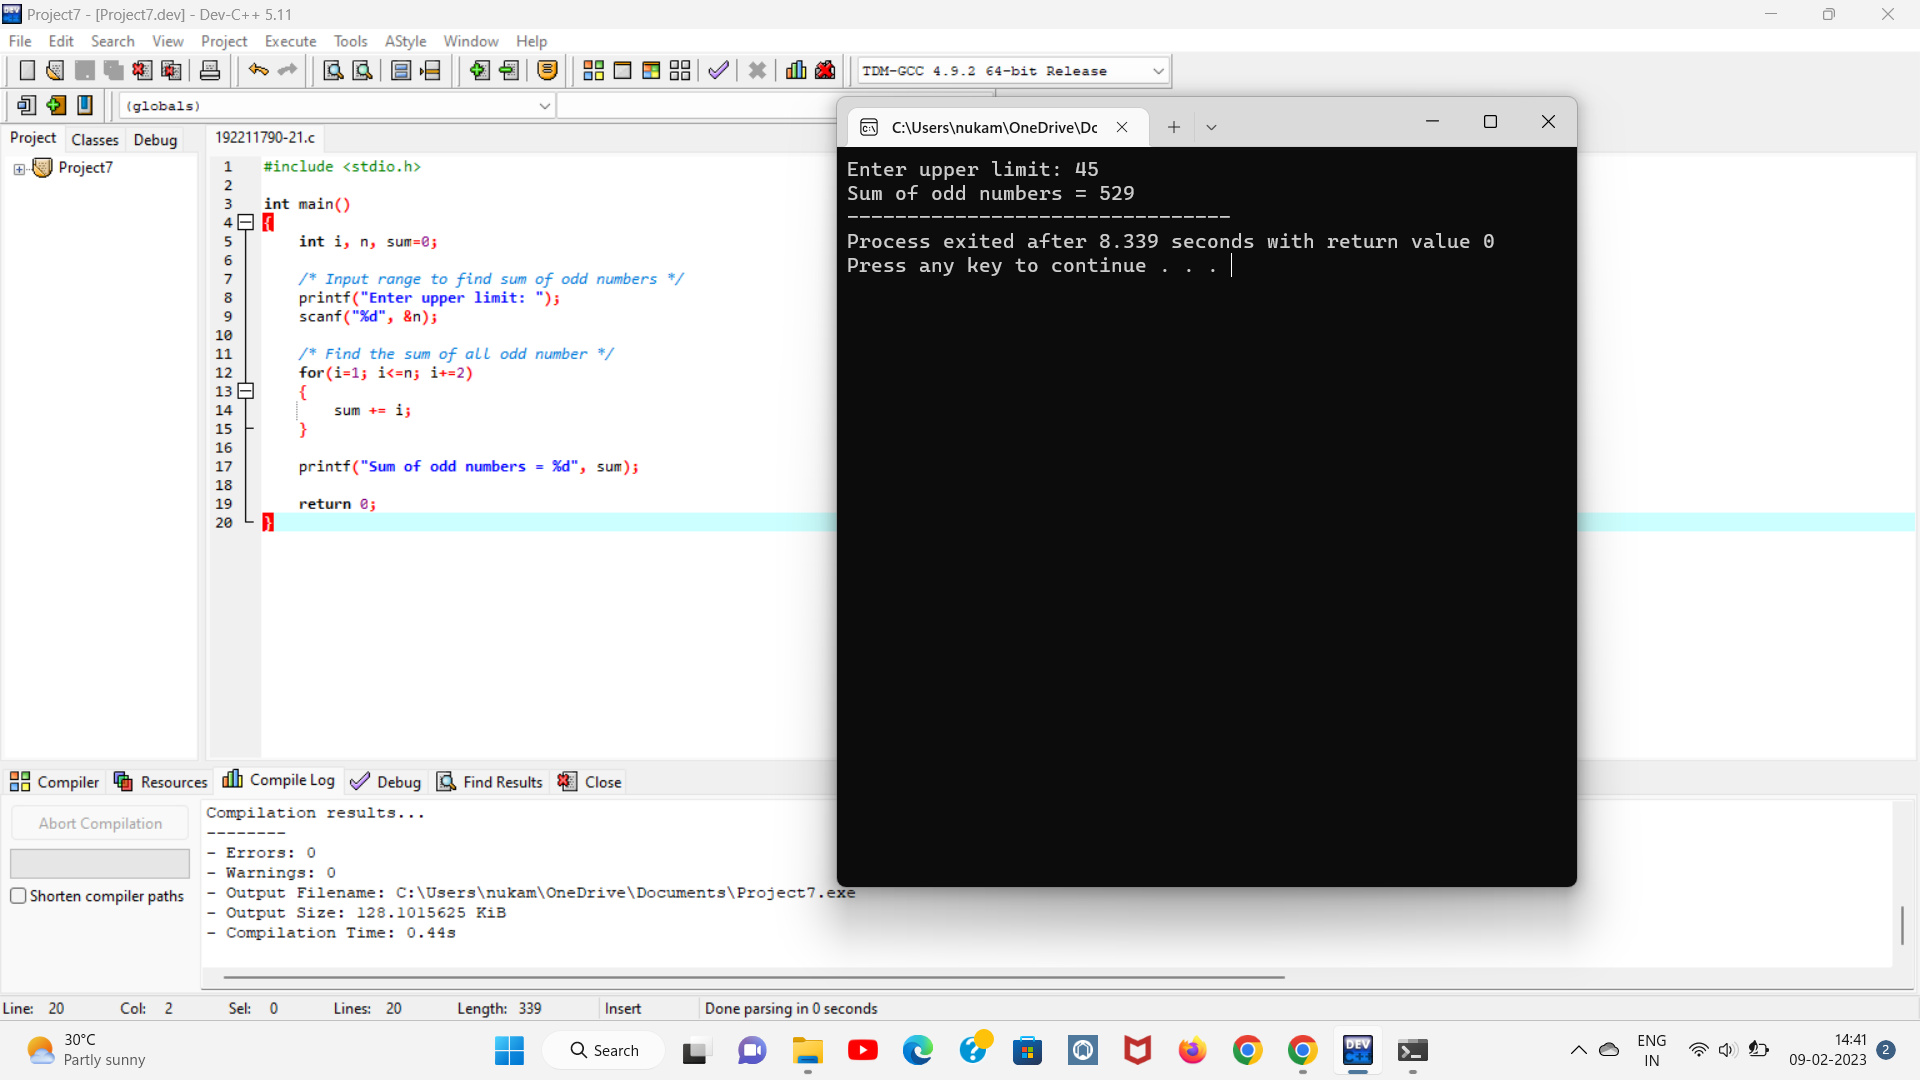 Project7 - [Project7.dev] - Dev-C++ 5.11
File Edit Search View Project Execute Tools AStyle Window Help
TDM-GCC 4.9.2 64-bit Release
(globals)
Project Classes Debug
192211790-21.c
Project7
1 #include <stdio.h>
2
3 int main()
4 {
5 int i, n, sum=0;
6
7 /* Input range to find sum of odd numbers */
8 printf("Enter upper limit: ");
9 scanf("%d", &n);
10
11 /* Find the sum of all odd number */
12 for(i=1; i<=n; i+=2)
13 {
14 sum += i;
15 }
16
17 printf("Sum of odd numbers = %d", sum);
18
19 return 0;
20 }
C:\Users\nukam\OneDrive\Dc
Enter upper limit: 45
Sum of odd numbers = 529
--------------------------------
Process exited after 8.339 seconds with return value 0
Press any key to continue . . .
Compiler Resources Compile Log Debug Find Results Close
Abort Compilation
Shorten compiler paths
Compilation results...
--------
- Errors: 0
- Warnings: 0
- Output Filename: C:\Users\nukam\OneDrive\Documents\Project7.exe
- Output Size: 128.1015625 KiB
- Compilation Time: 0.44s
Line: 20 Col: 2 Sel: 0 Lines: 20 Length: 339 Insert Done parsing in 0 seconds
30°C
Partly sunny
Search
DEV
ENG
IN
14:41
09-02-2023
2